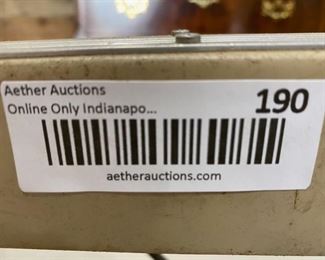 Aether Auctions
190
Online Only Indianapo...
aetherauctions.com